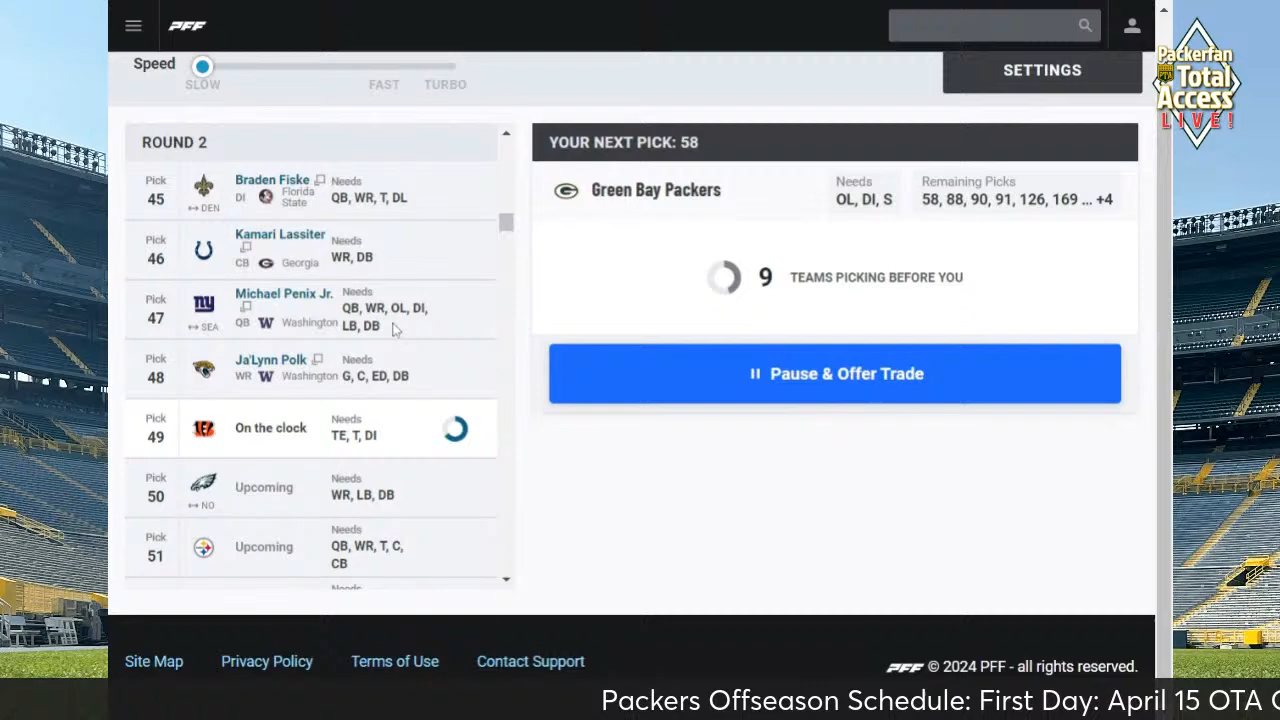 PFF
Speed
SLOW
FAST
TURBO
SETTINGS
Packerfan
PTA
Total
Access
LIVE!
ROUND 2
Pick
45
↔ DEN
Braden Fiske
DI
Florida
State
Needs
QB, WR, T, DL
Pick
46
Kamari Lassiter
CB
Georgia
Needs
WR, DB
Pick
47
ny
↔ SEA
Michael Penix Jr.
QB
W
Washington
Needs
QB, WR, OL, DI,
LB, DB
Pick
48
Ja'Lynn Polk
WR
W
Washington
Needs
G, C, ED, DB
Pick
49
On the clock
Needs
TE, T, DI
Pick
50
↔ NO
Upcoming
Needs
WR, LB, DB
Pick
51
Upcoming
Needs
QB, WR, T, C,
CB
Needs
YOUR NEXT PICK: 58
G
Green Bay Packers
Needs
OL, DI, S
Remaining Picks
58, 88, 90, 91, 126, 169 ... +4
9 TEAMS PICKING BEFORE YOU
Pause & Offer Trade
Site Map
Privacy Policy
Terms of Use
Contact Support
PFF © 2024 PFF - all rights reserved.
Packers Offseason Schedule: First Day: April 15 OTA